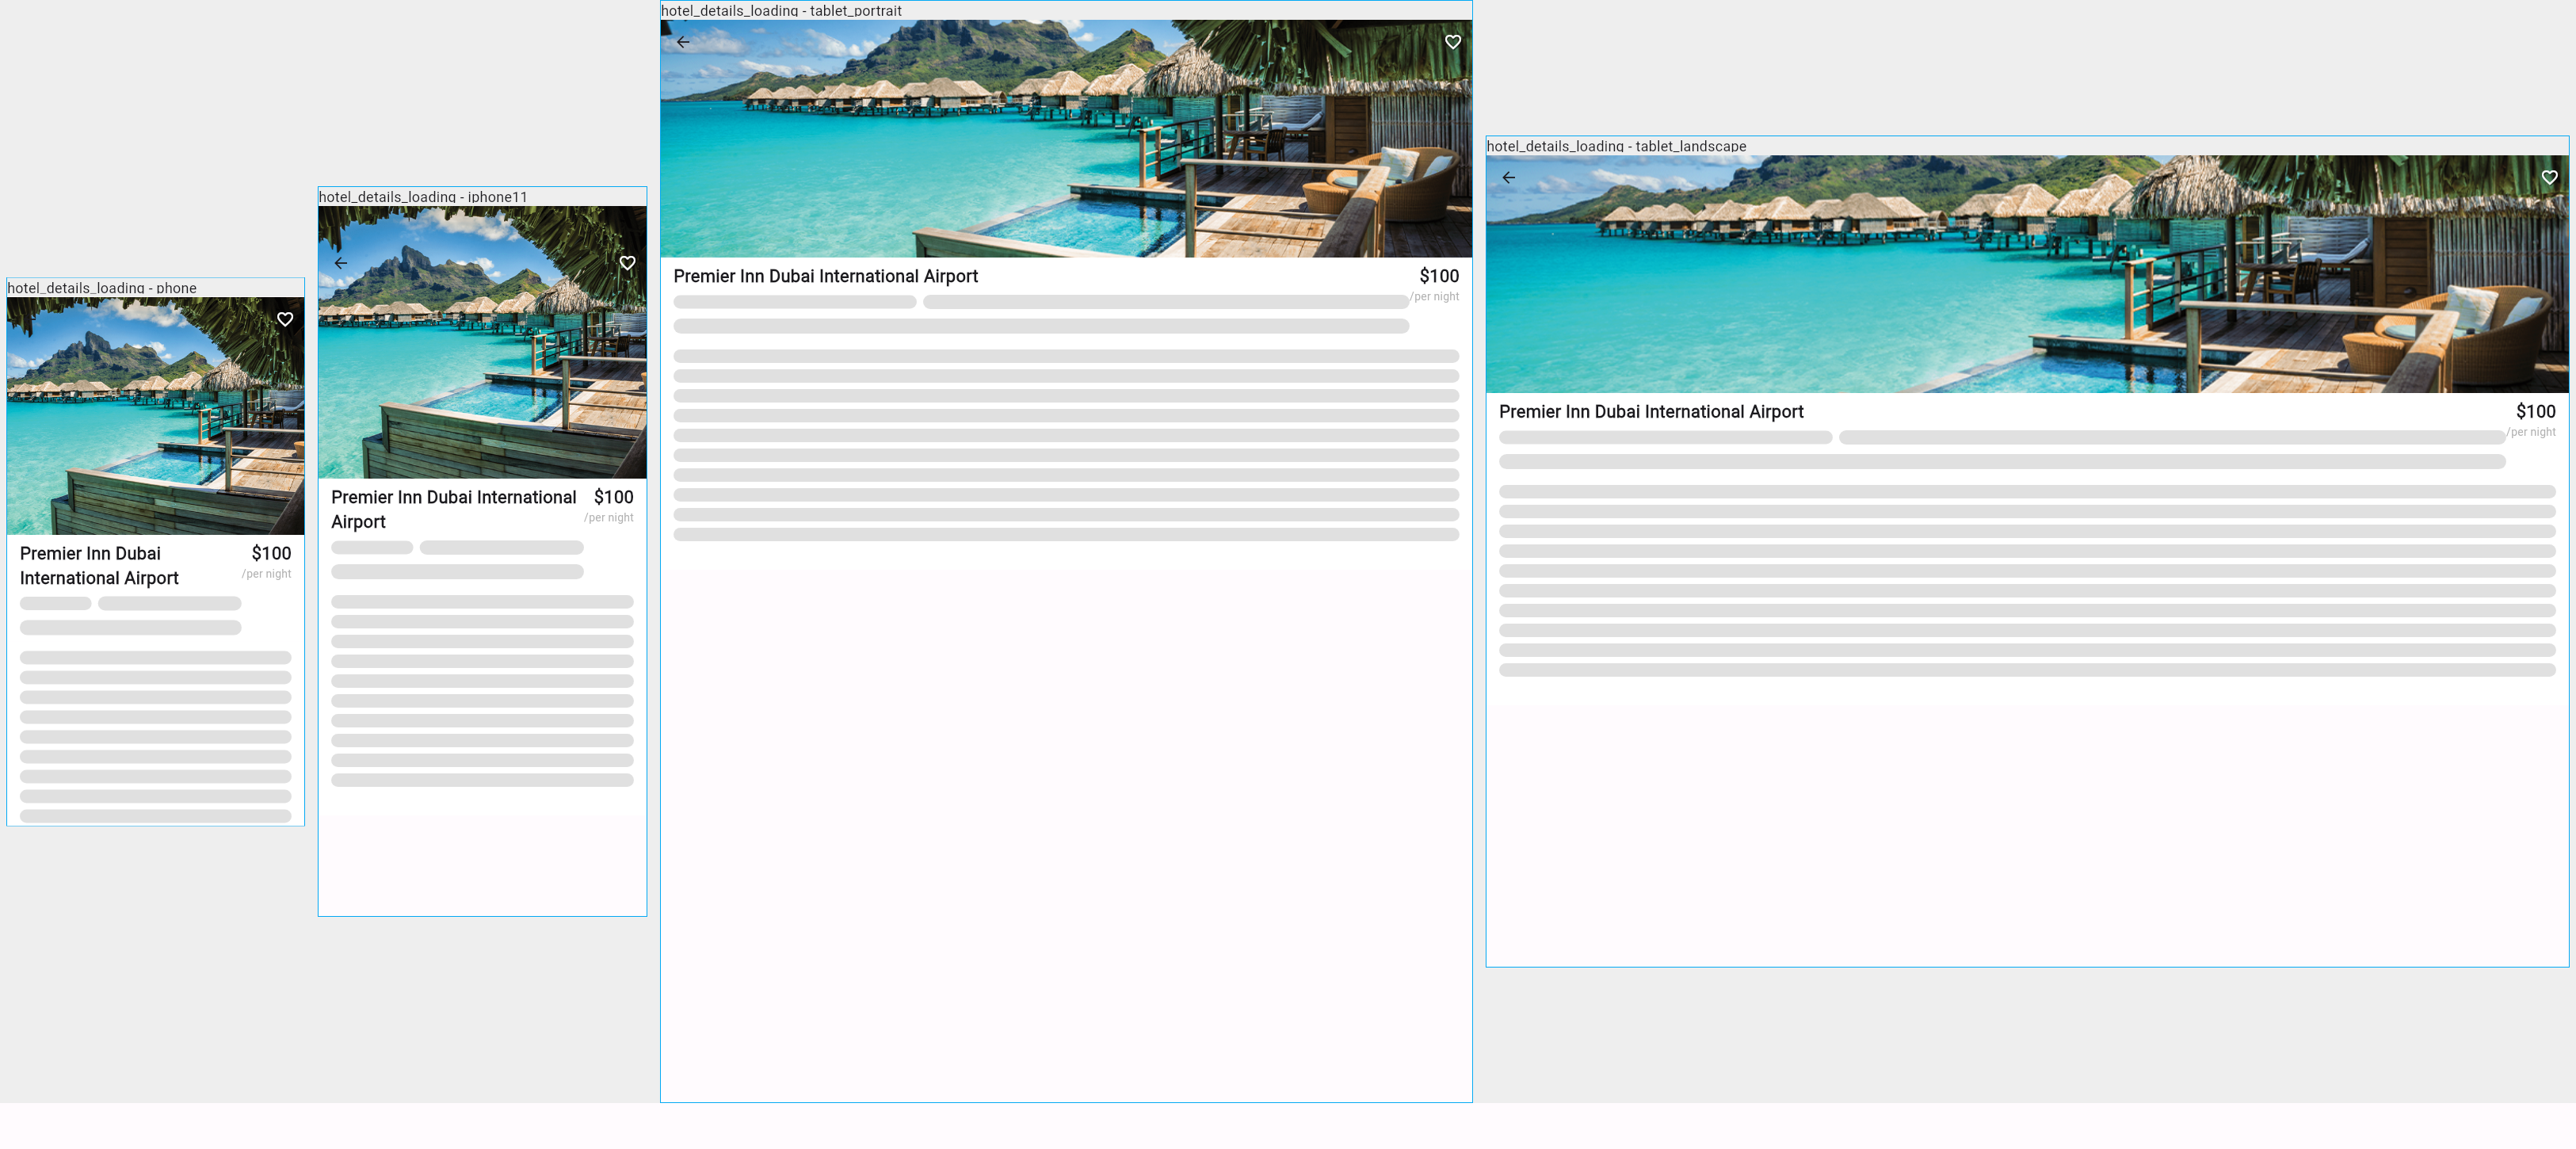 hotel_details_loading - tablet_portrait
Premier Inn Dubai International Airport
$100
/per night
hotel_details_loading - tablet_landscape
Premier Inn Dubai International Airport
$100
/per night
hotel_details_loading - iphone11
Premier Inn Dubai International
Airport
$100
/per night
hotel_details_loading - phone
Premier Inn Dubai
International Airport
$100
/per night